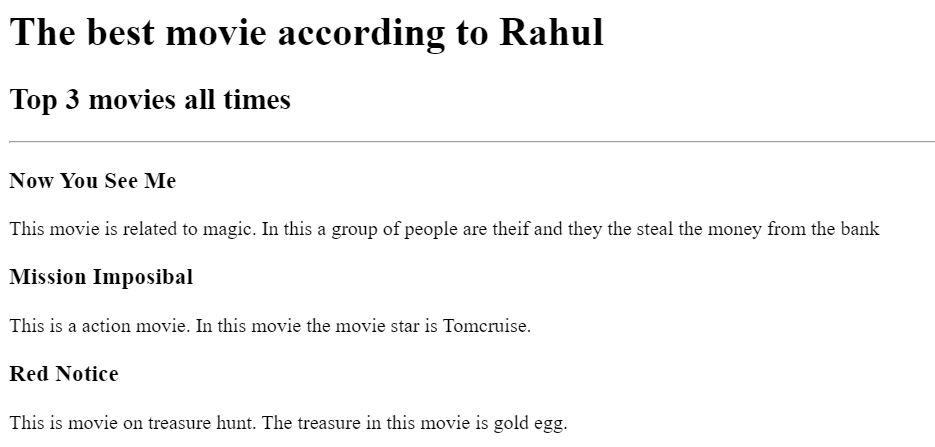 The best movie according to Rahul
Top 3 movies all times
Now You See Me
This movie is related to magic. In this a group of people are theif and they the steal the money from the bank
Mission Imposibal
This is a action movie. In this movie the movie star is Tomcruise.
Red Notice
This is movie on treasure hunt. The treasure in this movie is gold egg.